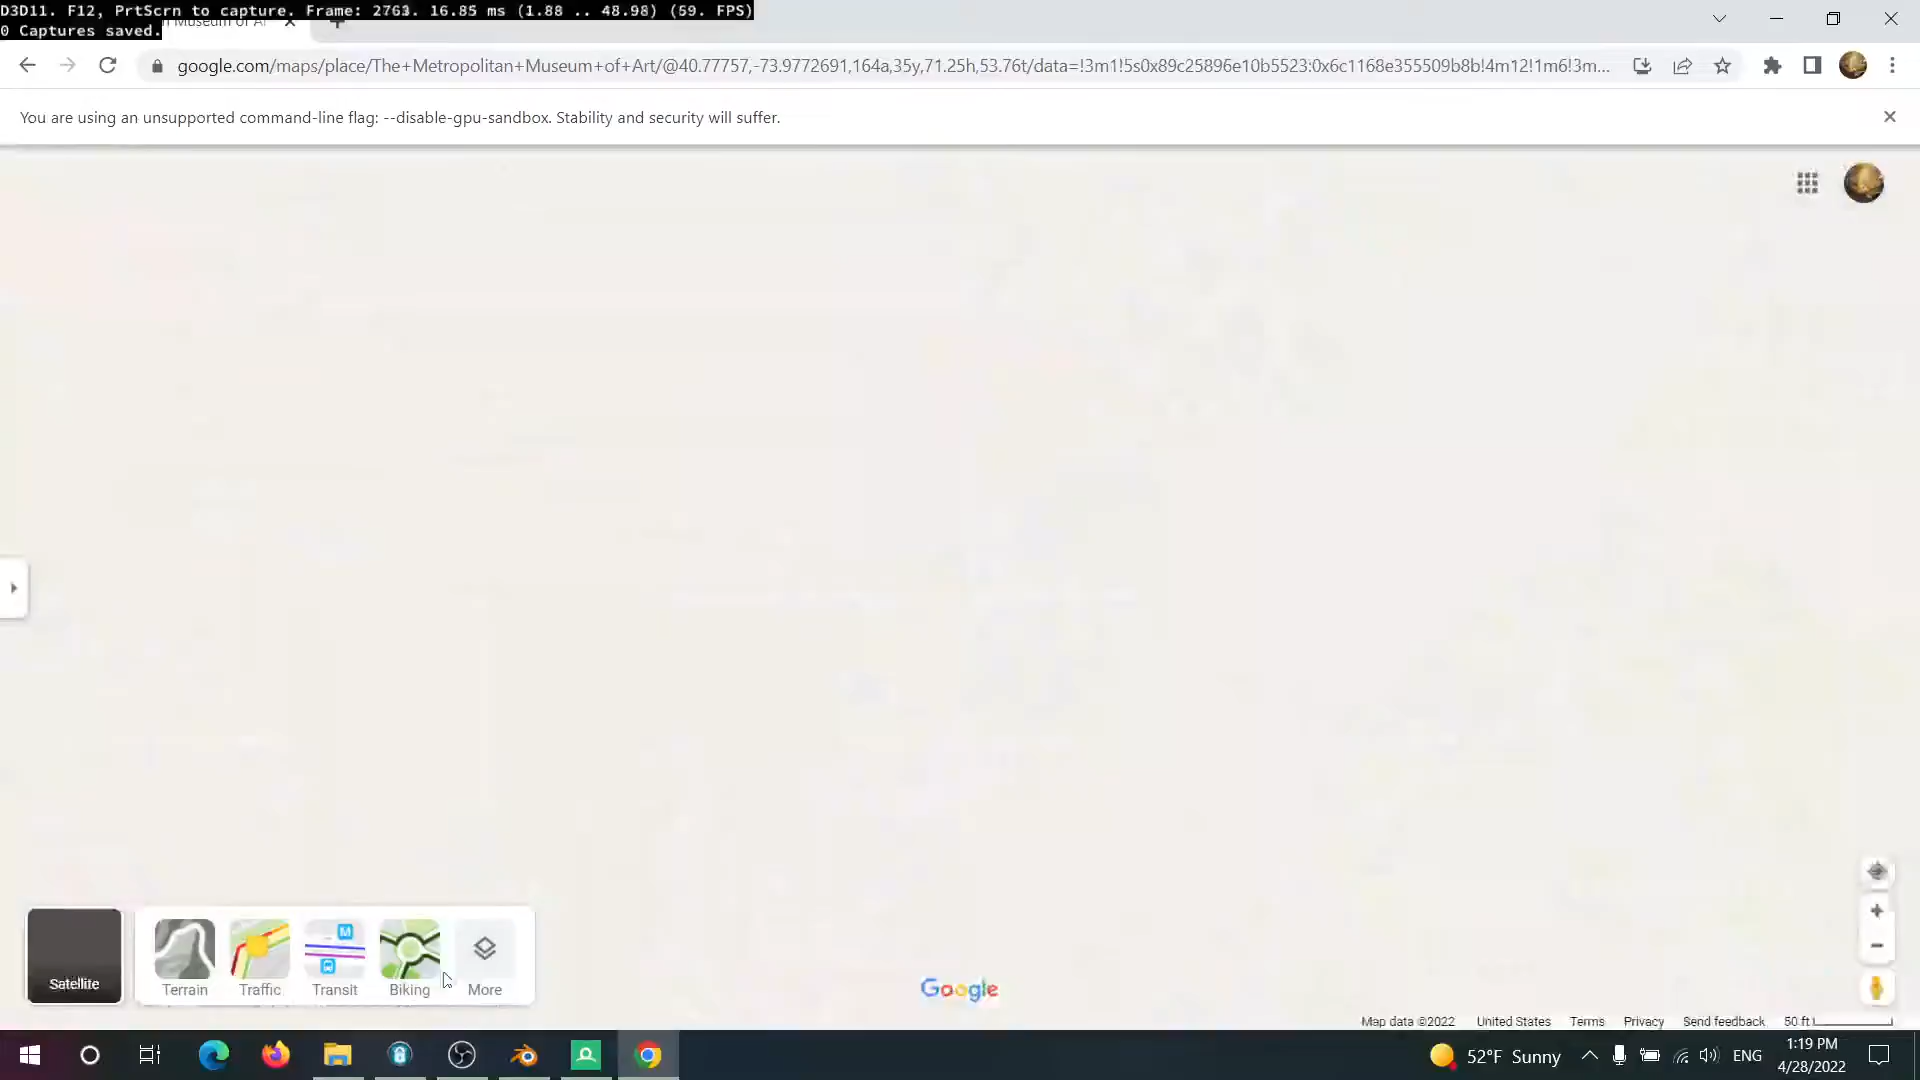 D3D11. F12, PrtScrn to capture. Frame: 2763. 16.85 ms (1.88 .. 48.98) (59. FPS)
0 Captures saved.
Museum of Ar
google.com/maps/place/The+Metropolitan+Museum+of+Art/@40.77757,-73.9772691,164a,35y,71.25h,53.76t/data=!3m1!5s0x89c25896e10b5523:0x6c1168e355509b8b!4m12!1m6!3m...
You are using an unsupported command-line flag: --disable-gpu-sandbox. Stability and security will suffer.
Satellite
Terrain
Traffic
M
Transit
Biking
More
Google
Map data ©2022 United States Terms Privacy Send feedback 50 ft
52°F Sunny
ENG
1:19 PM
4/28/2022